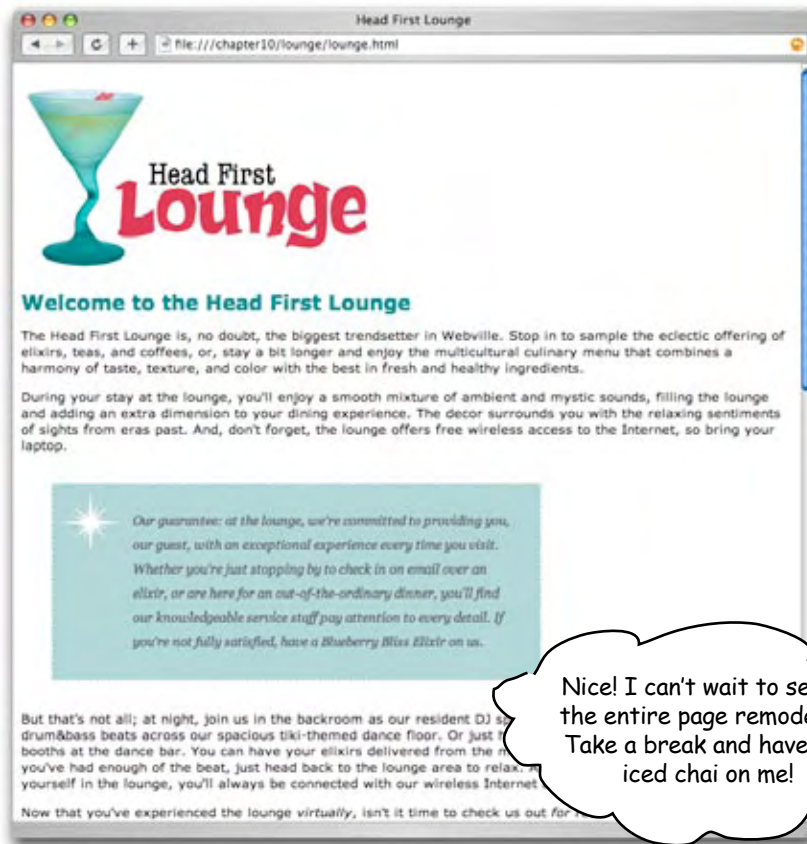 Head First Lounge
file:///chapter10/lounge/lounge.html
Head First
Lounge
Welcome to the Head First Lounge
The Head First Lounge is, no doubt, the biggest trendsetter in Webville. Stop in to sample the eclectic offering of
elixirs, teas, and coffees, or, stay a bit longer and enjoy the multicultural culinary menu that combines a
harmony of taste, texture, and color with the best in fresh and healthy ingredients.
During your stay at the lounge, you'll enjoy a smooth mixture of ambient and mystic sounds, filling the lounge
and adding an extra dimension to your dining experience. The decor surrounds you with the relaxing sentiments
of sights from eras past. And, don't forget, the lounge offers free wireless access to the Internet, so bring your
laptop.
Our guarantee: at the lounge, we're committed to providing you,
our guest, with an exceptional experience every time you visit.
Whether you're just stopping by to check in on email over an
elixir, or are here for an out-of-the-ordinary dinner, you'll find
our knowledgeable service staff pay attention to every detail. If
you're not fully satisfied, have a Blueberry Bliss Elixir on us.
But that's not all; at night, join us in the backroom as our resident DJ
drum&bass beats across our spacious tiki-themed dance floor. Or just
booths at the dance bar. You can have your elixirs delivered from the
you've had enough of the beat, just head back to the lounge area to relax.
yourself in the lounge, you'll always be connected with our wireless Internet
Now that you've experienced the lounge virtually, isn't it time to check us out for
Nice! I can't wait to se
the entire page remode
Take a break and have
iced chai on me!